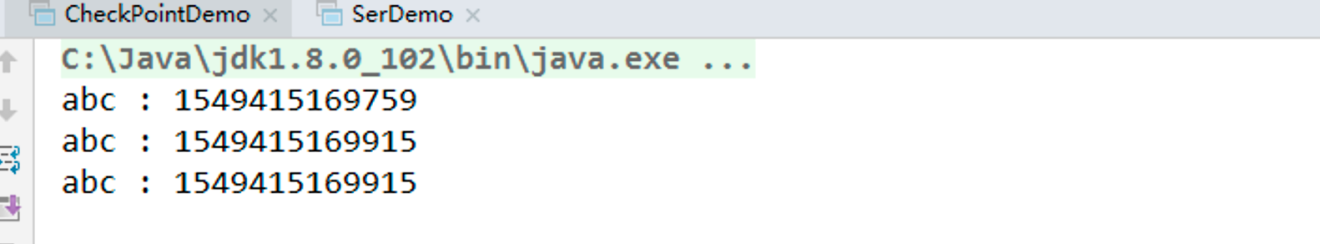 CheckPointDemo SerDemo
C:\Java\jdk1.8.0_102\bin\java.exe ...
abc : 1549415169759
abc : 1549415169915
abc : 1549415169915